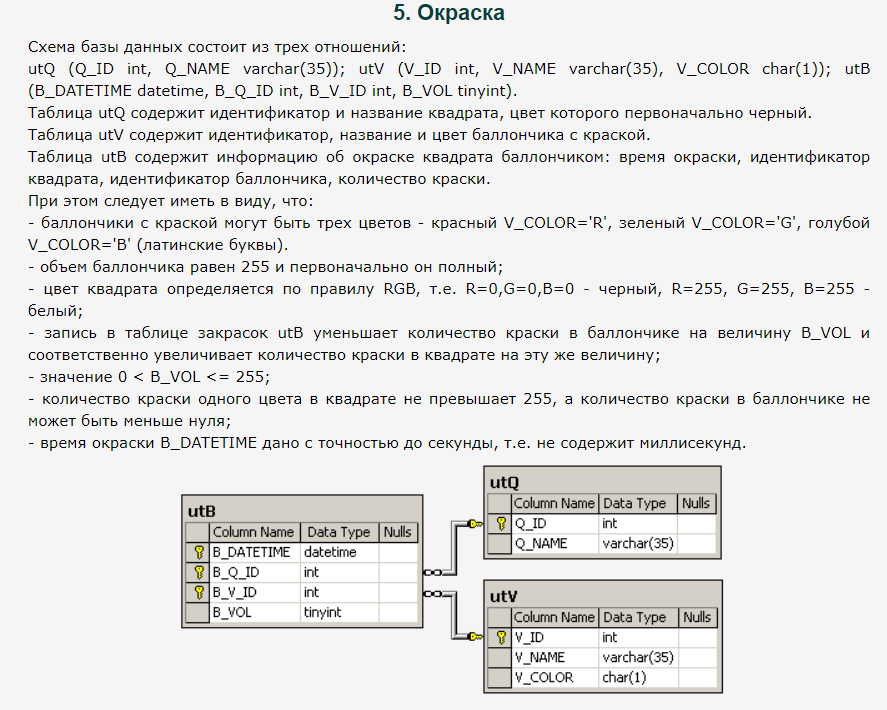 5. Окраска
Схема базы данных состоит из трех отношений:
utQ (Q_ID int, Q_NAME varchar(35)); utV (V_ID int, V_NAME varchar(35), V_COLOR char(1)); utB
(B_DATETIME datetime, B_Q_ID int, B_V_ID int, B_VOL tinyint).
Таблица utQ содержит идентификатор и название квадрата, цвет которого первоначально черный.
Таблица utV содержит идентификатор, название и цвет баллончика с краской.
Таблица utB содержит информацию об окраске квадрата баллончиком: время окраски, идентификатор
квадрата, идентификатор баллончика, количество краски.
При этом следует иметь в виду, что:
- баллончики с краской могут быть трех цветов - красный V_COLOR='R', зеленый V_COLOR='G', голубой
V_COLOR='B' (латинские буквы).
- объем баллончика равен 255 и первоначально он полный;
- цвет квадрата определяется по правилу RGB, т.е. R=0,G=0,B=0 - черный, R=255, G=255, B=255 -
белый;
- запись в таблице закрасок utB уменьшает количество краски в баллончике на величину B_VOL и
соответственно увеличивает количество краски в квадрате на эту же величину;
- значение 0 < B_VOL <= 255;
- количество краски одного цвета в квадрате не превышает 255, а количество краски в баллончике не
может быть меньше нуля;
- время окраски B_DATETIME дано с точностью до секунды, т.е. не содержит миллисекунд.
utB
Column Name Data Type Nulls
B_DATETIME datetime
B_Q_ID int
B_V_ID int
B_VOL tinyint
utQ
Column Name Data Type Nulls
Q_ID int
Q_NAME varchar(35)
utV
Column Name Data Type Nulls
V_ID int
V_NAME varchar(35)
V_COLOR char(1)